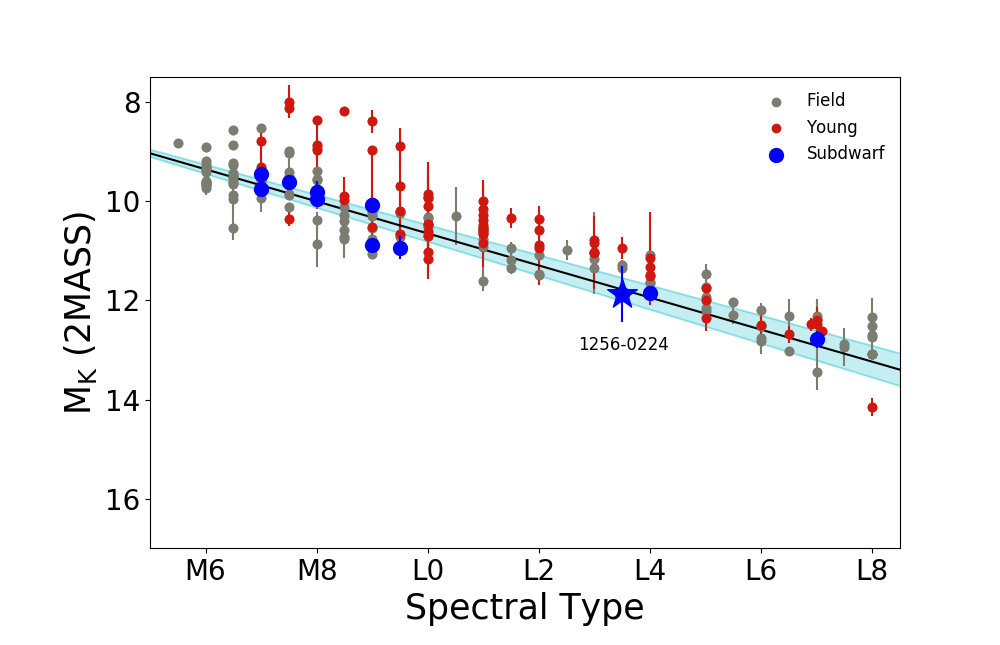 8
10
12
14
16
M_K (2MASS)
Field
Young
Subdwarf
1256-0224
M6 M8 L0 L2 L4 L6 L8
Spectral Type